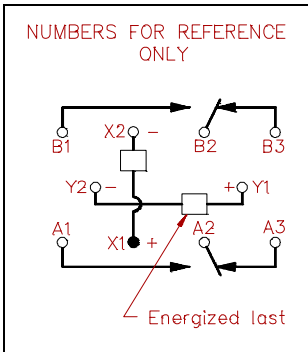 NUMBERS FOR REFERENCE
ONLY
X2 -
B1 B2 B3
Y2 - + Y1
A1 X1 + A2 A3
Energized last